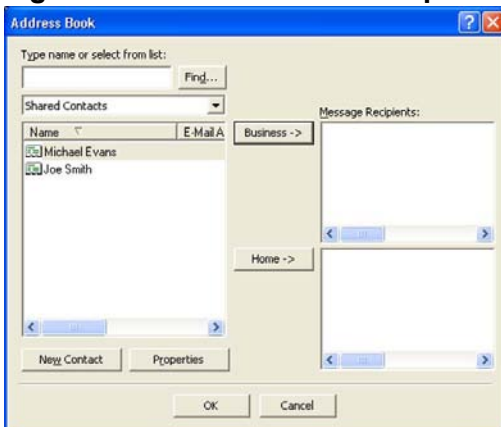 Address Book
Type name or select from list:
Find...
Shared Contacts
Message Recipients:
Name
E-Mail A
Business ->
Michael Evans
Joe Smith
Home ->
New Contact
Properties
OK
Cancel